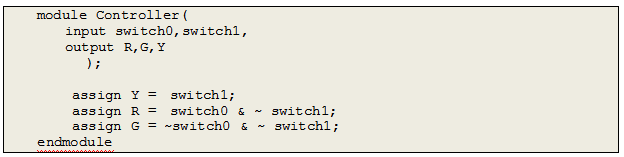 module Controller(
input switch0,switch1,
output R,G,Y
);
assign Y = switch1;
assign R = switch0 & ~ switch1;
assign G = ~switch0 & ~ switch1;
endmodule